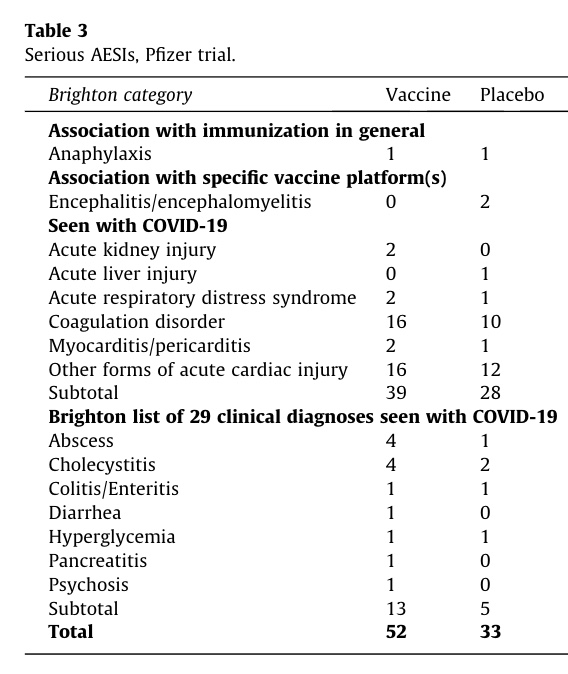 Table 3
Serious AESIs, Pfizer trial.
Brighton category Vaccine Placebo
Association with immunization in general
Anaphylaxis 1 1
Association with specific vaccine platform(s)
Encephalitis/encephalomyelitis 0 2
Seen with COVID-19
Acute kidney injury 2 0
Acute liver injury 0 1
Acute respiratory distress syndrome 2 1
Coagulation disorder 16 10
Myocarditis/pericarditis 2 1
Other forms of acute cardiac injury 16 12
Subtotal 39 28
Brighton list of 29 clinical diagnoses seen with COVID-19
Abscess 4 1
Cholecystitis 4 2
Colitis/Enteritis 1 1
Diarrhea 1 0
Hyperglycemia 1 1
Pancreatitis 1 0
Psychosis 1 0
Subtotal 13 5
Total 52 33